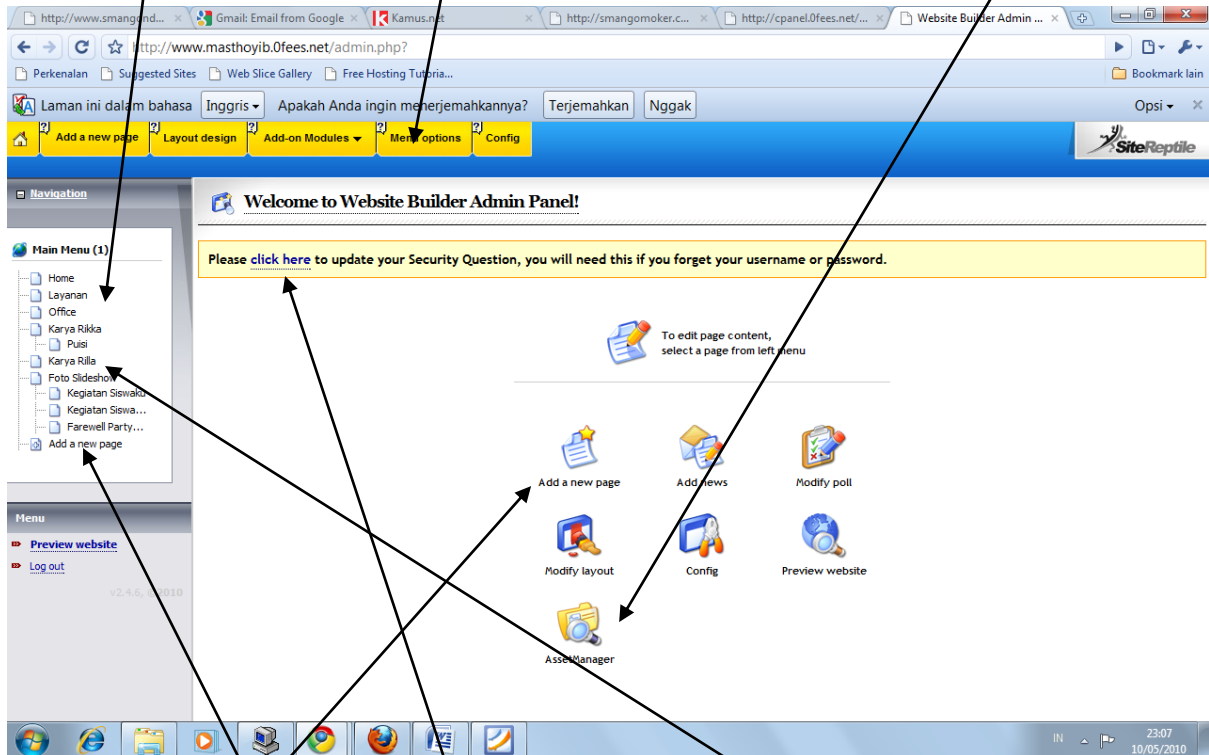 http://www.smangond... Gmail: Email from Google Kamus.net http://smangomoker.c... http://cpanel.0fees.net/... Website Builder Admin ...
http://www.masthoyib.0fees.net/admin.php?
Perkenalan Suggested Sites Web Slice Gallery Free Hosting Tutoria... Bookmark lain
Laman ini dalam bahasa Inggris Apakah Anda ingin menerjemahkannya? Terjemahkan Nggak Opsi
Add a new page Layout design Add-on Modules Menu options Config SiteReptile
Navigation
Welcome to Website Builder Admin Panel!
Main Menu (1)
Please click here to update your Security Question, you will need this if you forget your username or password.
Home
Layanan
Office
Karya Rikka
Puisi
Karya Rilla
Foto Slideshow
Kegiatan Siswaku
Kegiatan Siswa...
Farewell Party...
Add a new page
To edit page content,
select a page from left menu
Add a new page Add news Modify poll
Menu
Preview website
Log out
v2.4.6, ©2010
Modify layout Config Preview website
AssetManager
IN 23:07
10/05/2010